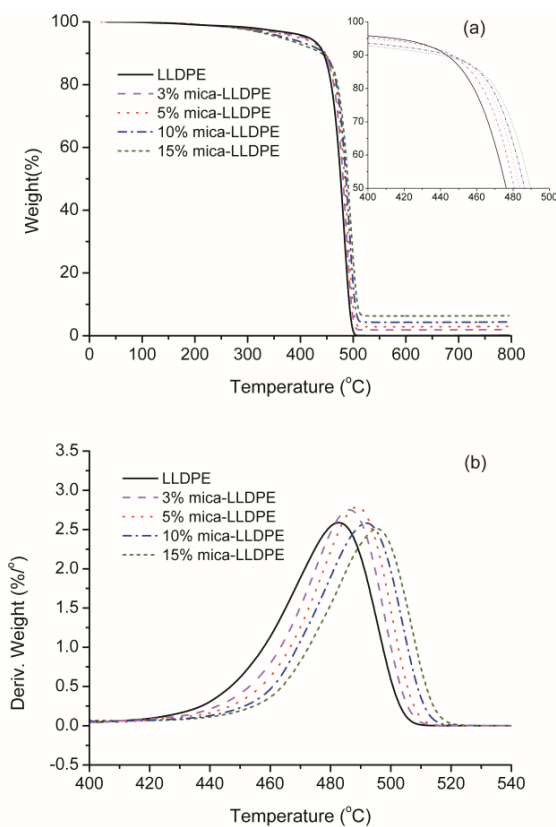 (a)
100
80
60
40
20
0
Weight(%)
LLDPE
3% mica-LLDPE
5% mica-LLDPE
10% mica-LLDPE
15% mica-LLDPE
100
90
80
70
60
50
400 420 440 460 480 500
0 100 200 300 400 500 600 700 800
Temperature (°C)
(b)
3.5
3.0
2.5
2.0
1.5
1.0
0.5
0.0
-0.5
Deriv. Weight (%/°)
LLDPE
3% mica-LLDPE
5% mica-LLDPE
10% mica-LLDPE
15% mica-LLDPE
400 420 440 460 480 500 520 540
Temperature (°C)